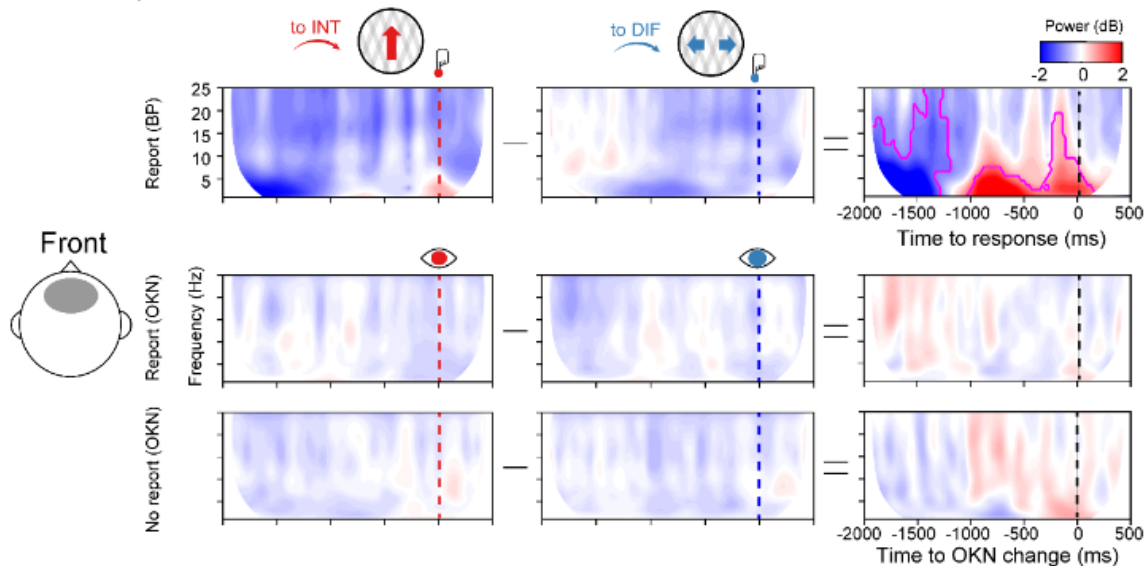 to INT
to DIF
Power (dB)
-2 0 2
Report (BP)
25
20
15
10
5
-2000 -1500 -1000 -500 0 500
Time to response (ms)
Front
Report (OKN)
Frequency (Hz)
No report (OKN)
-2000 -1500 -1000 -500 0 500
Time to OKN change (ms)